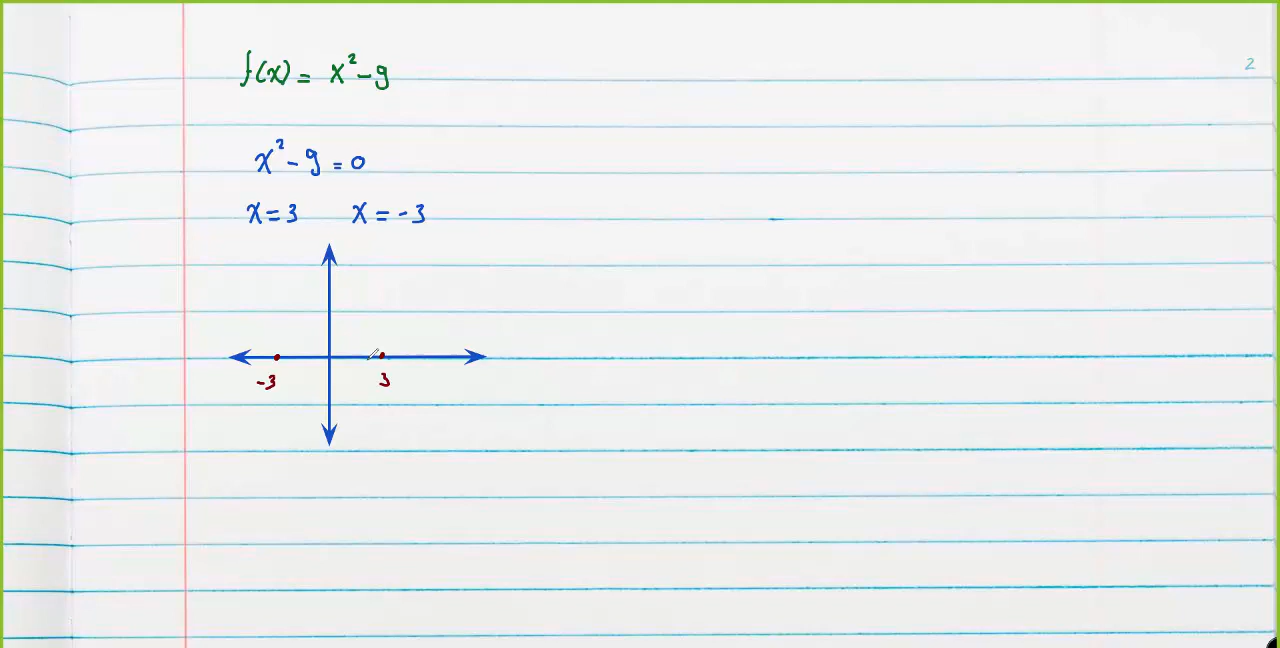 f(x) = x² - 9
2
x² - 9 = 0
x = 3 x = -3
-3 3